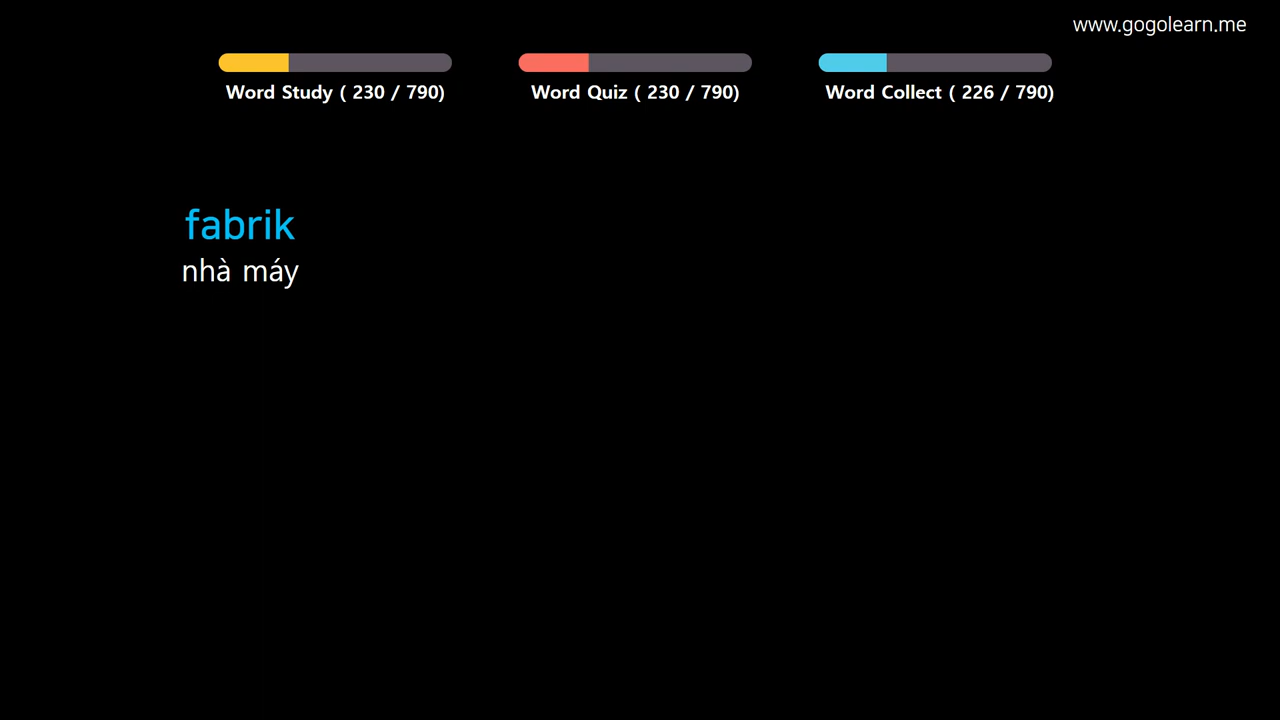 www.gogolearn.me
Word Study ( 230 / 790)
Word Quiz ( 230 / 790)
Word Collect ( 226 / 790)
fabrik
nhà máy